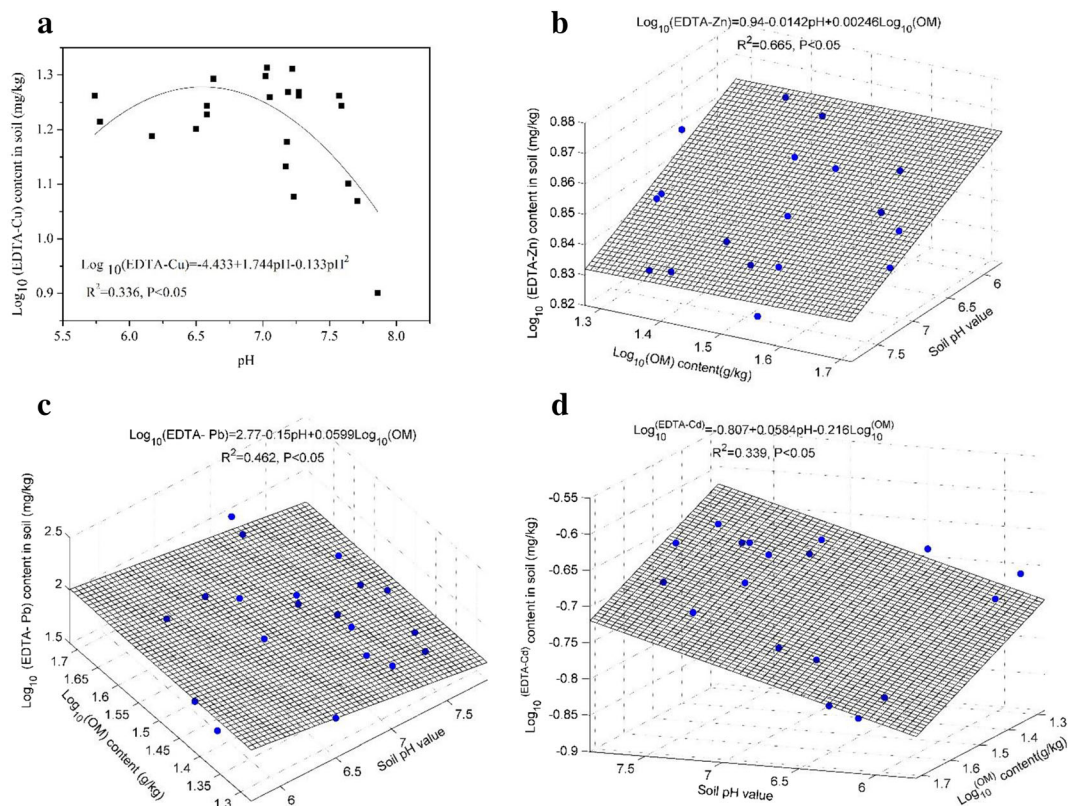 a
Log10 (EDTA-Cu) content in soil (mg/kg)
1.3
1.2
1.1
1.0
0.9
Log 10(EDTA-Cu)=-4.433+1.744pH-0.133pH²
R²=0.336, P<0.05
5.5 6.0 6.5 7.0 7.5 8.0
pH
b
Log10(EDTA-Zn)=0.94-0.0142pH+0.00246Log10(OM)
R²=0.665, P<0.05
Log10 (EDTA-Zn) content in soil (mg/kg)
0.88
0.87
0.86
0.85
0.84
0.83
0.82
1.3 1.4 1.5 1.6 1.7
Log10(OM) content(g/kg)
7.5 7 6.5 6
Soil pH value
c
Log10(EDTA- Pb)=2.77-0.15pH+0.0599Log10(OM)
R²=0.462, P<0.05
Log10 (EDTA- Pb) content in soil (mg/kg)
2.5
2
1.5
1.7 1.65 1.6 1.55 1.5 1.45 1.4 1.35 1.3
Log10(OM) content (g/kg)
6 6.5 7 7.5
Soil pH value
d
Log10(EDTA-Cd)=-0.807+0.0584pH-0.216Log10(OM)
R²=0.339, P<0.05
Log10(EDTA-Cd) content in soil (mg/kg)
-0.55
-0.6
-0.65
-0.7
-0.75
-0.8
-0.85
-0.9
7.5 7 6.5 6
Soil pH value
1.7 1.6 1.5 1.4 1.3
Log10(OM) content(g/kg)